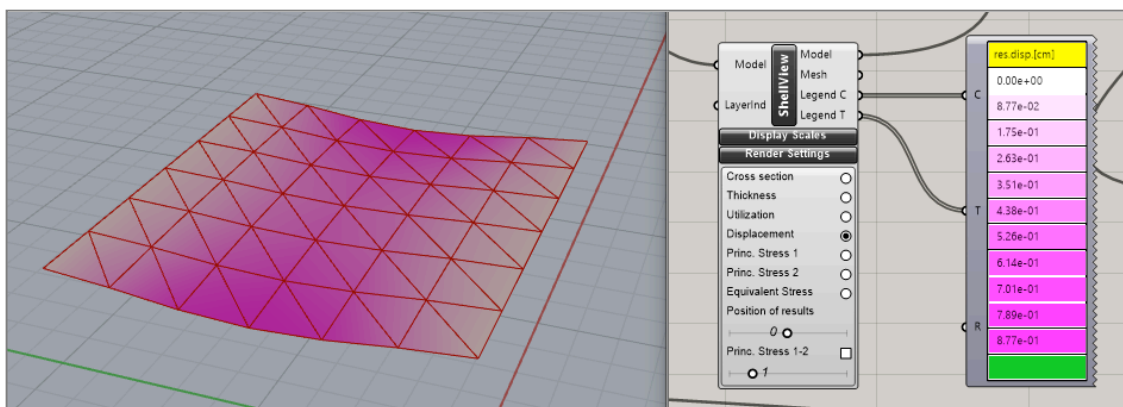 Model
LayerInd
ShellView
Model
Mesh
Legend C
Legend T
Display Scales
Render Settings
Cross section
Thickness
Utilization
Displacement
Princ. Stress 1
Princ. Stress 2
Equivalent Stress
Position of results
0
Princ. Stress 1-2
1
C
T
R
res.disp.[cm]
0.00e+00
8.77e-02
1.75e-01
2.63e-01
3.51e-01
4.38e-01
5.26e-01
6.14e-01
7.01e-01
7.89e-01
8.77e-01